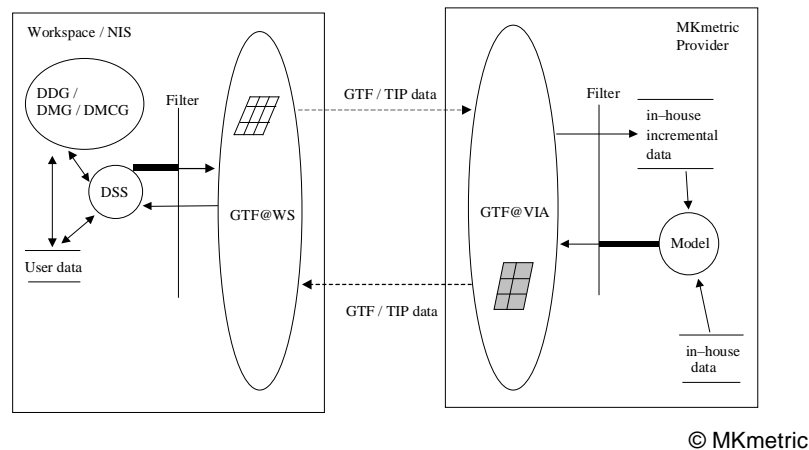 Workspace / NIS
DDG /
DMG / DMCG
Filter
DSS
GTF@WS
User data
GTF / TIP data
GTF / TIP data
MKmetric
Provider
Filter
in–house
incremental
data
GTF@VIA
Model
in–house
data
© MKmetric